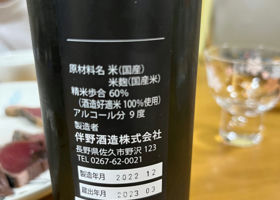 原材料名 米(国産)
米麹(国産米)
精米歩合 60%
(酒造好適米100%使用)
アルコール分 9度
製造者
伴野酒造株式会社
長野県佐久市野沢 123
TEL 0267-62-0021
製造年月 2022.12
蔵出年月 2023.03